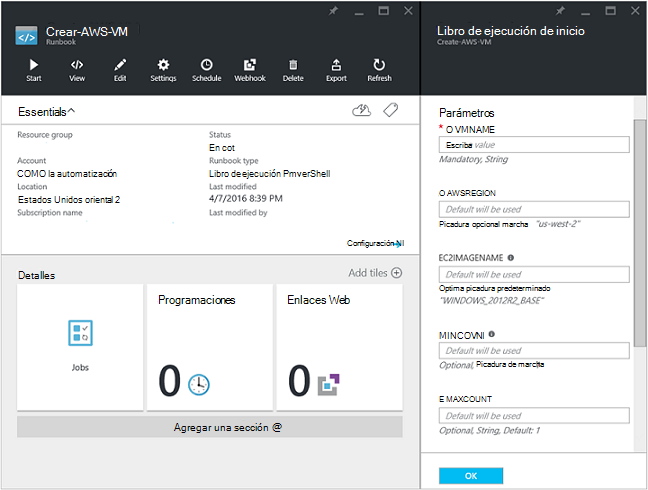 Crear-AWS-VM
Runbook
Start
View
Edit
Settings
Schedule
Webhook
Delete
Export
Refresh
Essentials
Resource group
Status
En cot
Account
Runbook type
COMO la automatización
Libro de ejecución PmverShell
Location
Last modified
Estados Unidos oriental 2
4/7/2016 8:39 PM
Subscription name
Last modified by
Configuración NI
Detalles
Add tiles
Jobs
Programaciones
0
Enlaces Web
0
Agregar una sección @
Libro de ejecución de inicio
Create-AWS-VM
Parámetros
* O VMNAME
Escriba value
Mandatory, String
O AWSREGION
Default will be used
Picadura opcional marcha "us-west-2"
EC2IMAGENAME
Default will be used
Optima picadura predeterminado
"WINDOWS_2012R2_BASE"
MINCOVNI
Default will be used
Optional, Picadura de marcita
E MAXCOUNT
Default will be used
Optional, String, Default: 1
OK